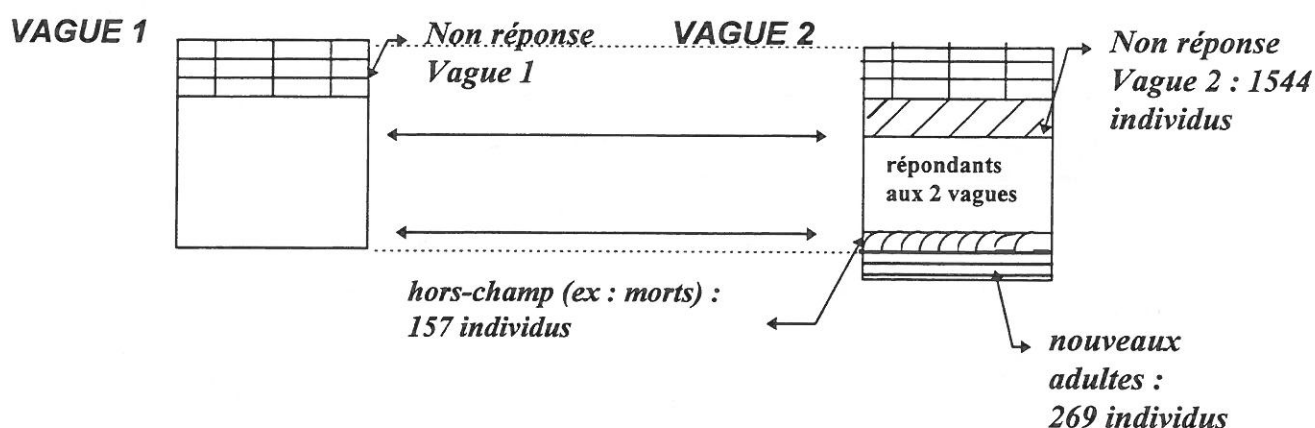 VAGUE 1
Non réponse
Vague 1
VAGUE 2
Non réponse
Vague 2 : 1544
individus
répondants
aux 2 vagues
hors-champ (ex : morts) :
157 individus
nouveaux
adultes :
269 individus